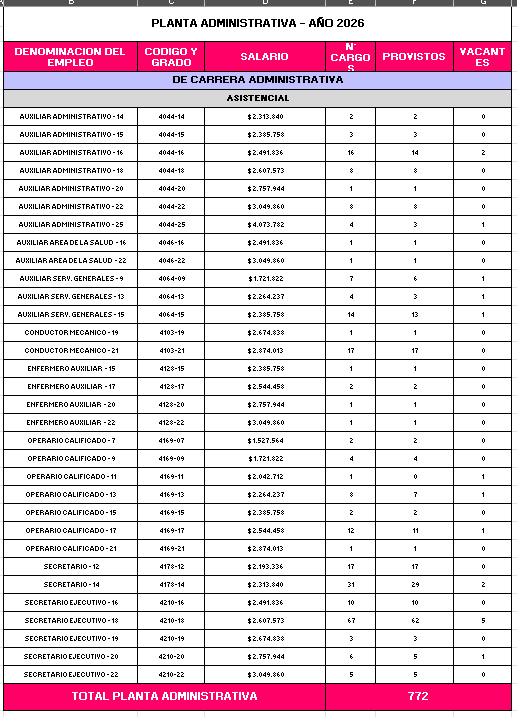 B C D E F G
PLANTA ADMINISTRATIVA - AÑO 2026
DENOMINACION DEL EMPLEO CODIGO Y GRADO SALARIO N° CARGOS PROVISTOS VACANTES
DE CARRERA ADMINISTRATIVA
ASISTENCIAL
AUXILIAR ADMINISTRATIVO - 14 4044-14 $ 2.313.840 2 2 0
AUXILIAR ADMINISTRATIVO - 15 4044-15 $ 2.385.758 3 3 0
AUXILIAR ADMINISTRATIVO - 16 4044-16 $ 2.491.836 16 14 2
AUXILIAR ADMINISTRATIVO - 18 4044-18 $ 2.607.573 8 8 0
AUXILIAR ADMINISTRATIVO - 20 4044-20 $ 2.757.944 1 1 0
AUXILIAR ADMINISTRATIVO - 22 4044-22 $ 3.049.860 8 8 0
AUXILIAR ADMINISTRATIVO - 25 4044-25 $ 4.073.782 4 3 1
AUXILIAR AREA DE LA SALUD - 16 4046-16 $ 2.491.836 1 1 0
AUXILIAR AREA DE LA SALUD - 22 4046-22 $ 3.049.860 1 1 0
AUXILIAR SERV. GENERALES - 9 4064-09 $ 1.721.822 7 6 1
AUXILIAR SERV. GENERALES - 13 4064-13 $ 2.264.237 4 3 1
AUXILIAR SERV. GENERALES - 15 4064-15 $ 2.385.758 14 13 1
CONDUCTOR MECANICO - 19 4103-19 $ 2.674.838 1 1 0
CONDUCTOR MECANICO - 21 4103-21 $ 2.874.013 17 17 0
ENFERMERO AUXILIAR - 15 4128-15 $ 2.385.758 1 1 0
ENFERMERO AUXILIAR - 17 4128-17 $ 2.544.458 2 2 0
ENFERMERO AUXILIAR - 20 4128-20 $ 2.757.944 1 1 0
ENFERMERO AUXILIAR - 22 4128-22 $ 3.049.860 1 1 0
OPERARIO CALIFICADO - 7 4169-07 $ 1.527.564 2 2 0
OPERARIO CALIFICADO - 9 4169-09 $ 1.721.822 4 4 0
OPERARIO CALIFICADO - 11 4169-11 $ 2.042.712 1 0 1
OPERARIO CALIFICADO - 13 4169-13 $ 2.264.237 8 7 1
OPERARIO CALIFICADO - 15 4169-15 $ 2.385.758 2 2 0
OPERARIO CALIFICADO - 17 4169-17 $ 2.544.458 12 11 1
OPERARIO CALIFICADO - 21 4169-21 $ 2.874.013 1 1 0
SECRETARIO - 12 4178-12 $ 2.193.336 17 17 0
SECRETARIO - 14 4178-14 $ 2.313.840 31 29 2
SECRETARIO EJECUTIVO - 16 4210-16 $ 2.491.836 10 10 0
SECRETARIO EJECUTIVO - 18 4210-18 $ 2.607.573 67 62 5
SECRETARIO EJECUTIVO - 19 4210-19 $ 2.674.838 3 3 0
SECRETARIO EJECUTIVO - 20 4210-20 $ 2.757.944 6 5 1
SECRETARIO EJECUTIVO - 22 4210-22 $ 3.049.860 5 5 0
TOTAL PLANTA ADMINISTRATIVA 772